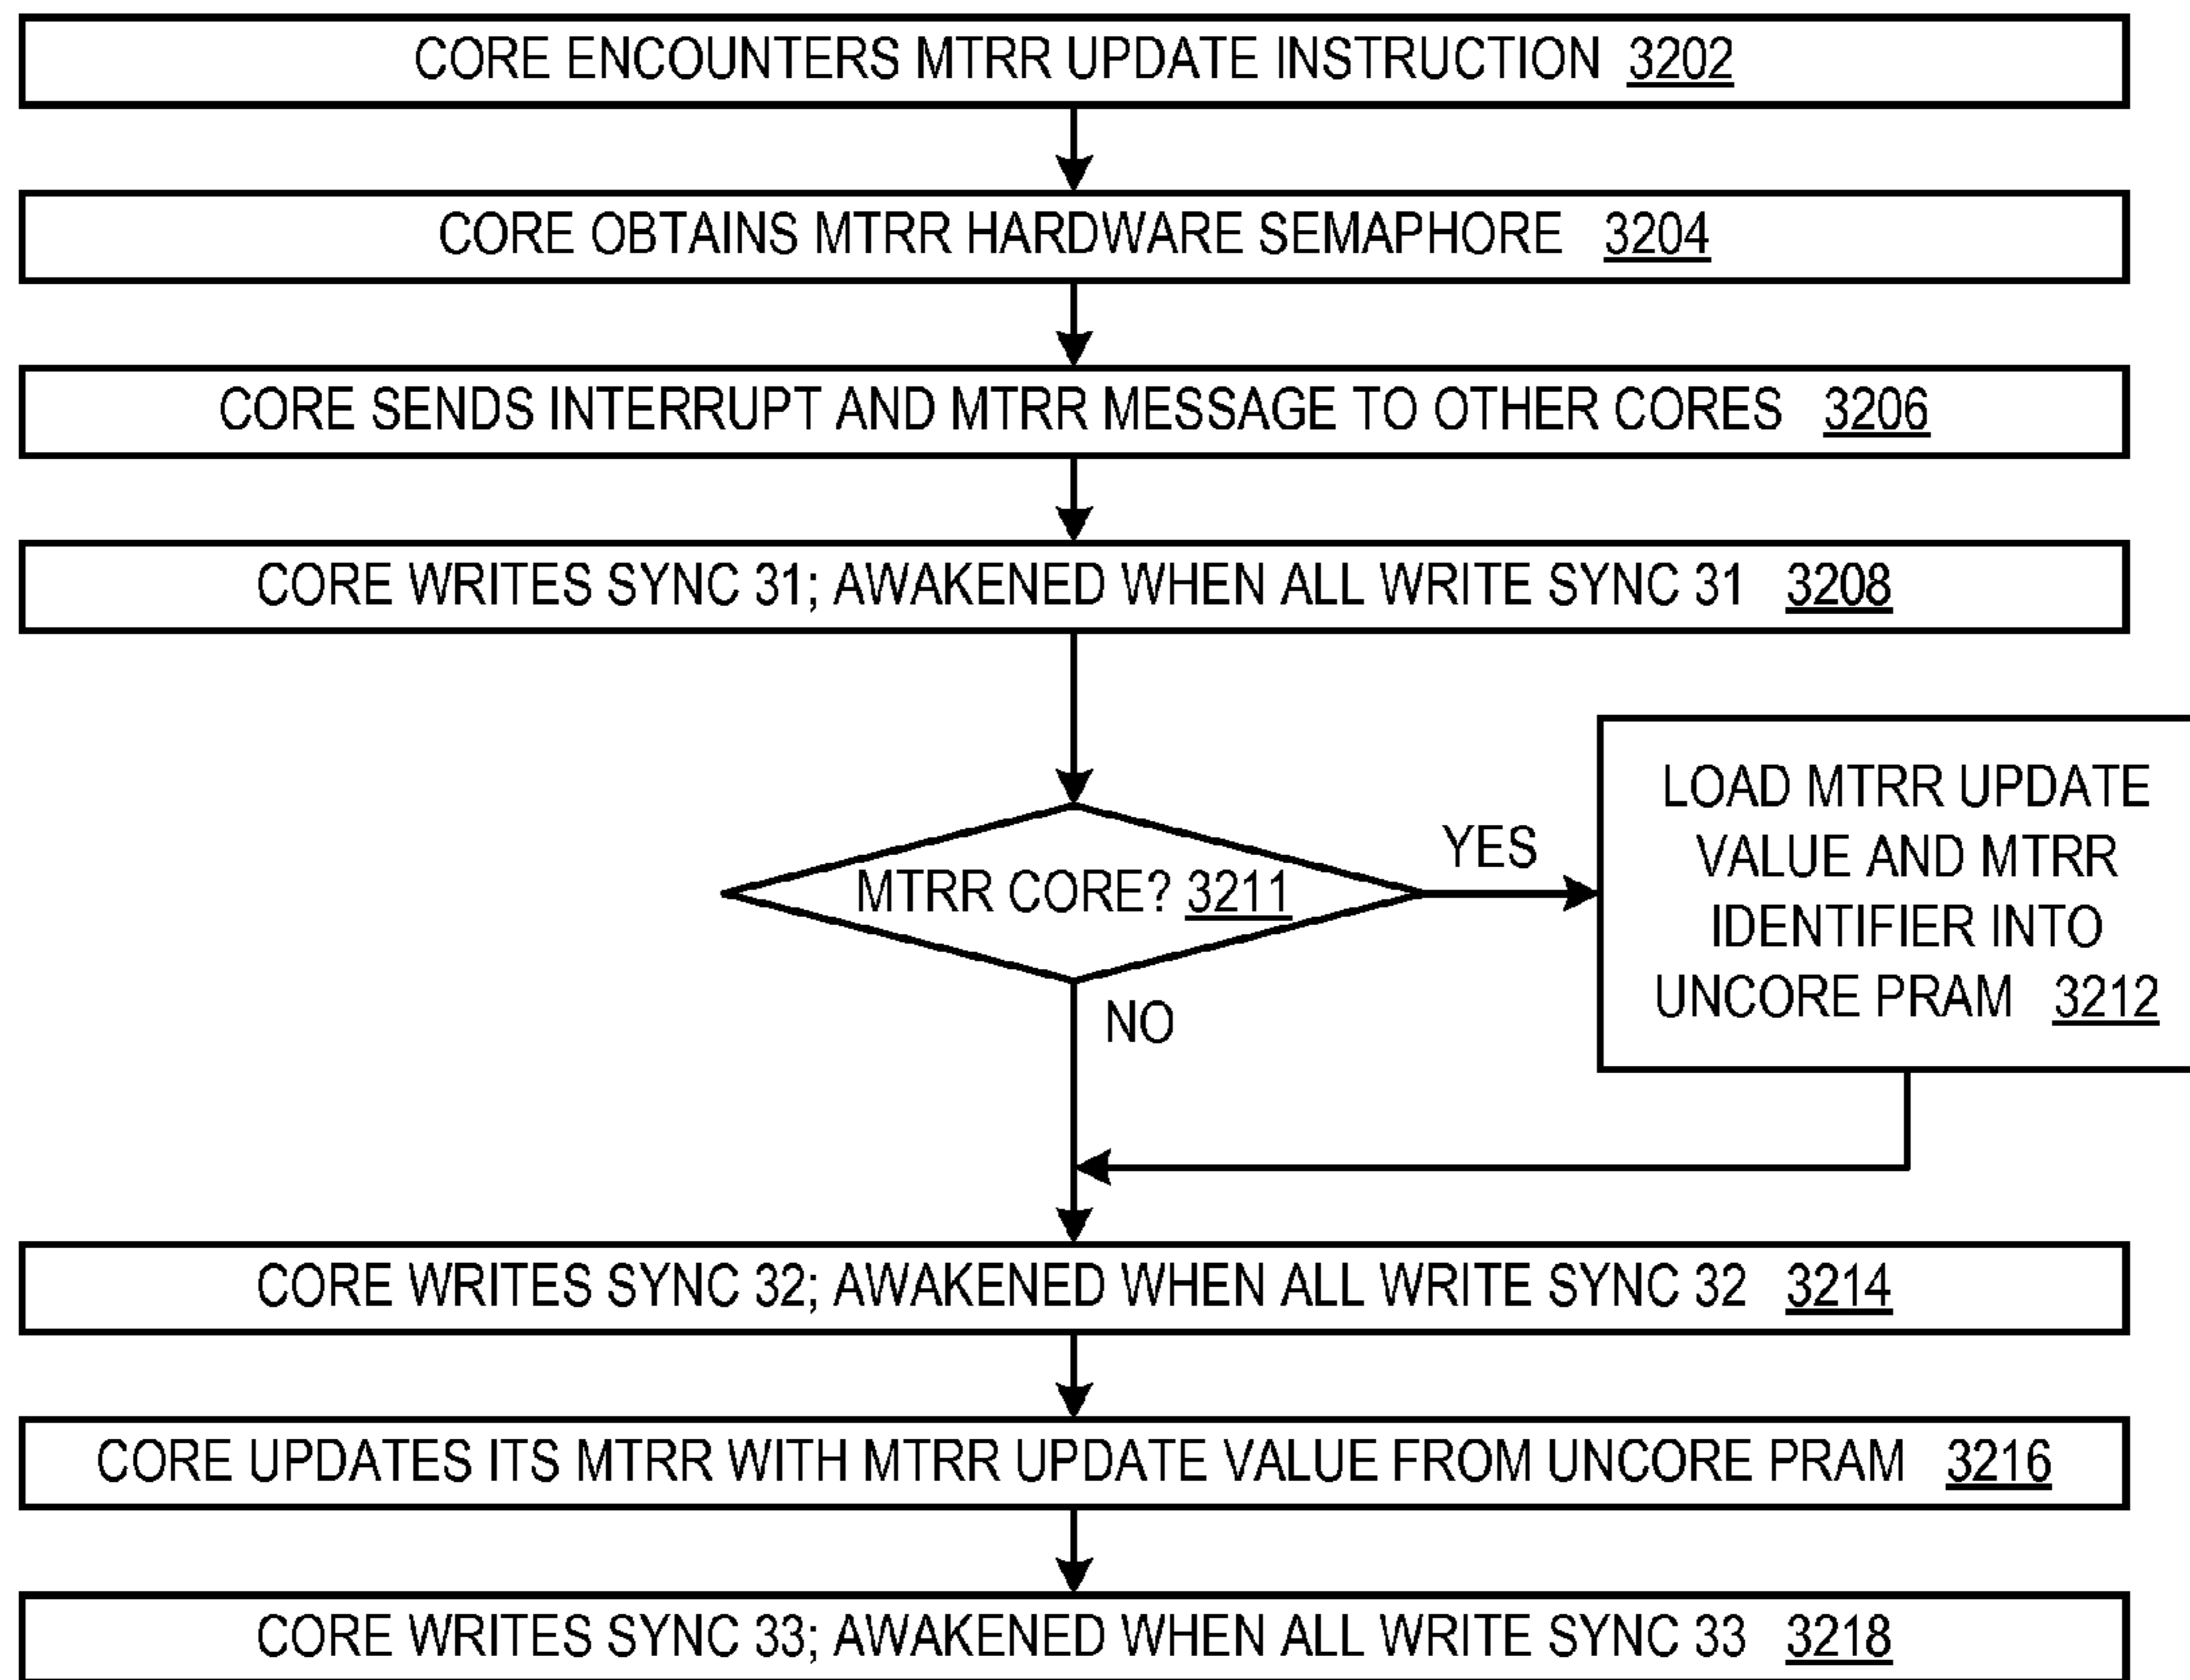 CORE ENCOUNTERS MTRR UPDATE INSTRUCTION 3202
CORE OBTAINS MTRR HARDWARE SEMAPHORE 3204
CORE SENDS INTERRUPT AND MTRR MESSAGE TO OTHER CORES 3206
CORE WRITES SYNC 31; AWAKENED WHEN ALL WRITE SYNC 31 3208
MTRR CORE? 3211
YES
LOAD MTRR UPDATE
VALUE AND MTRR
IDENTIFIER INTO
UNCORE PRAM 3212
NO
CORE WRITES SYNC 32; AWAKENED WHEN ALL WRITE SYNC 32 3214
CORE UPDATES ITS MTRR WITH MTRR UPDATE VALUE FROM UNCORE PRAM 3216
CORE WRITES SYNC 33; AWAKENED WHEN ALL WRITE SYNC 33 3218